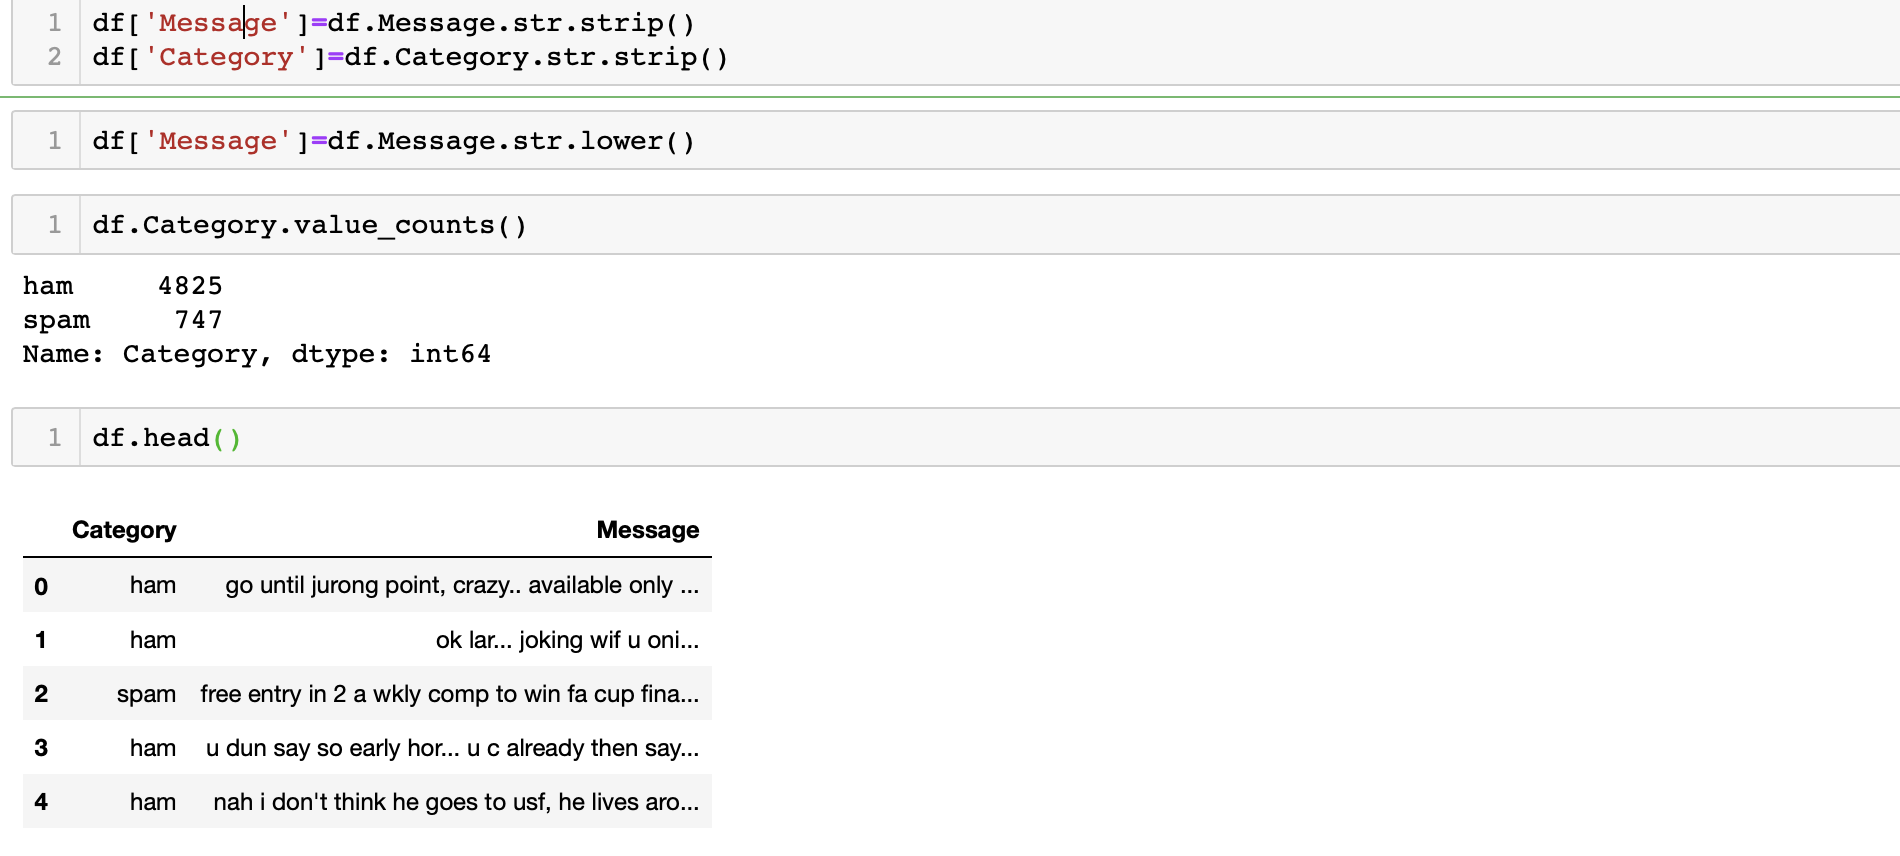 1 df['Message']=df.Message.str.strip()
2 df['Category']=df.Category.str.strip()
1 df['Message']=df.Message.str.lower()
1 df.Category.value_counts()
ham     4825
spam     747
Name: Category, dtype: int64
1 df.head()
Category Message
0 ham go until jurong point, crazy.. available only ...
1 ham ok lar... joking wif u oni...
2 spam free entry in 2 a wkly comp to win fa cup fina...
3 ham u dun say so early hor... u c already then say...
4 ham nah i don't think he goes to usf, he lives aro...